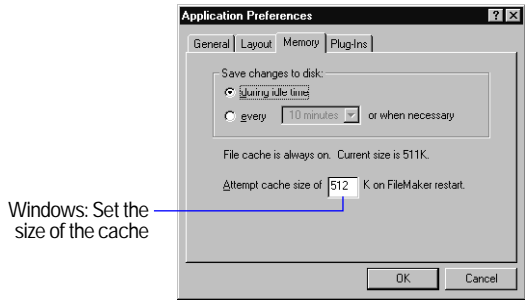 Application Preferences
General Layout Memory Plug-Ins
Save changes to disk:
during idle time
every 10 minutes or when necessary
File cache is always on. Current size is 511K.
Attempt cache size of 512 K on FileMaker restart.
Windows: Set the
size of the cache
OK Cancel